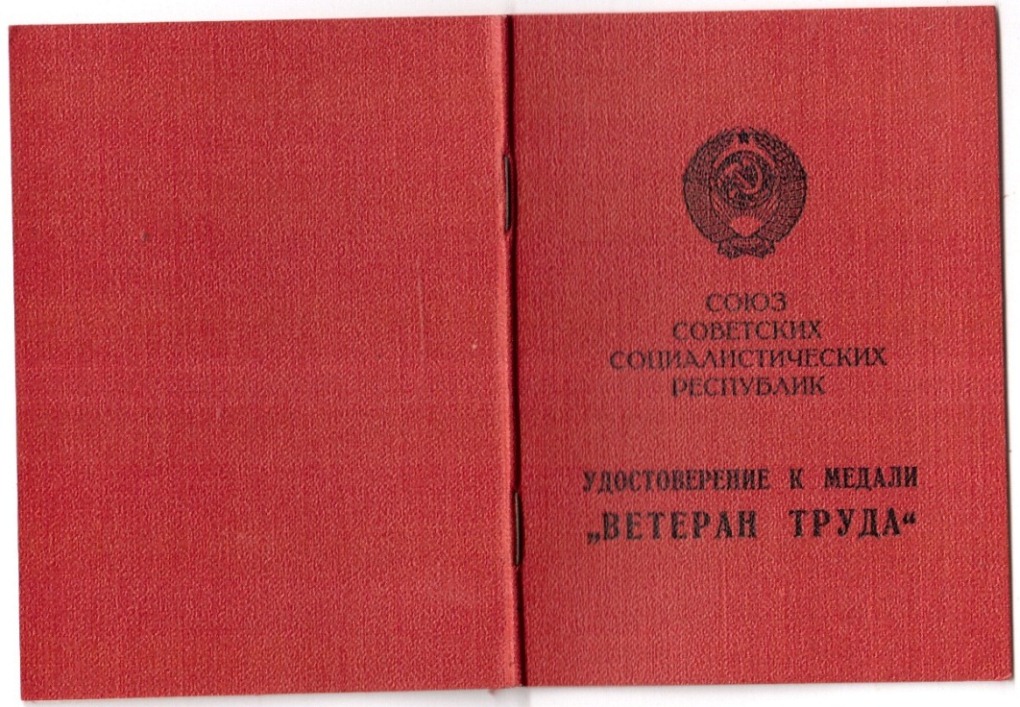 СОЮЗ
СОВЕТСКИХ
СОЦИАЛИСТИЧЕСКИХ
РЕСПУБЛИК
УДОСТОВЕРЕНИЕ К МЕДАЛИ
„ВЕТЕРАН ТРУДА“